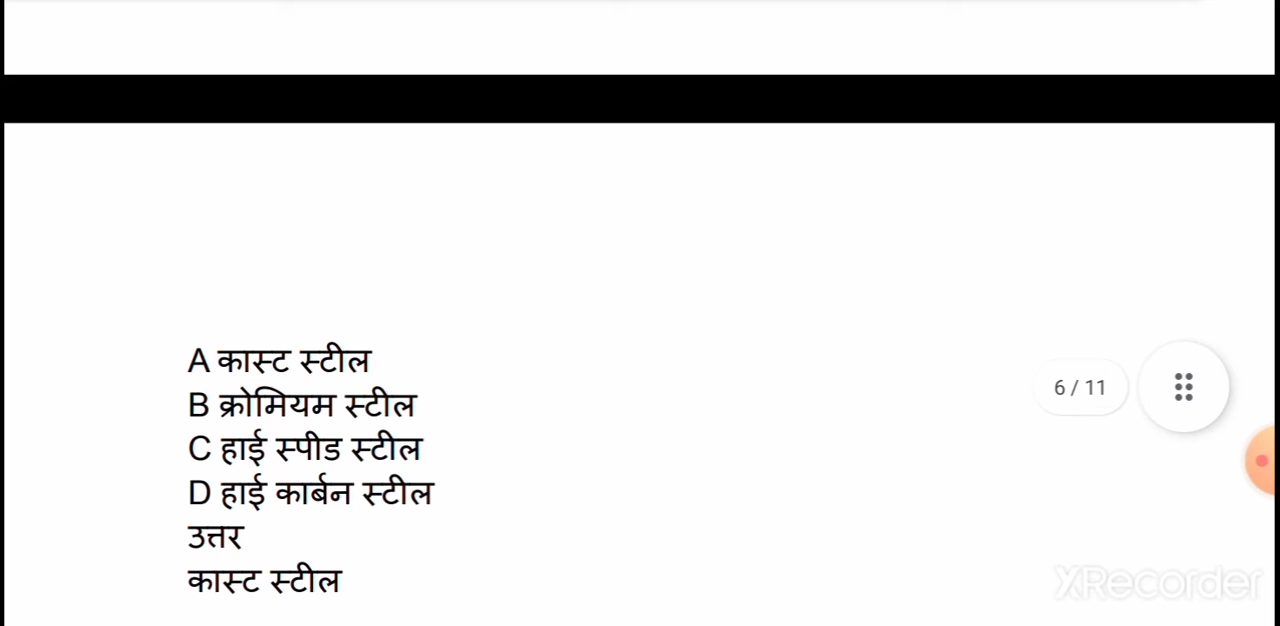 A कास्ट स्टील
B क्रोमियम स्टील
6 / 11
C हाई स्पीड स्टील
D हाई कार्बन स्टील
उत्तर
कास्ट स्टील
XRecorder